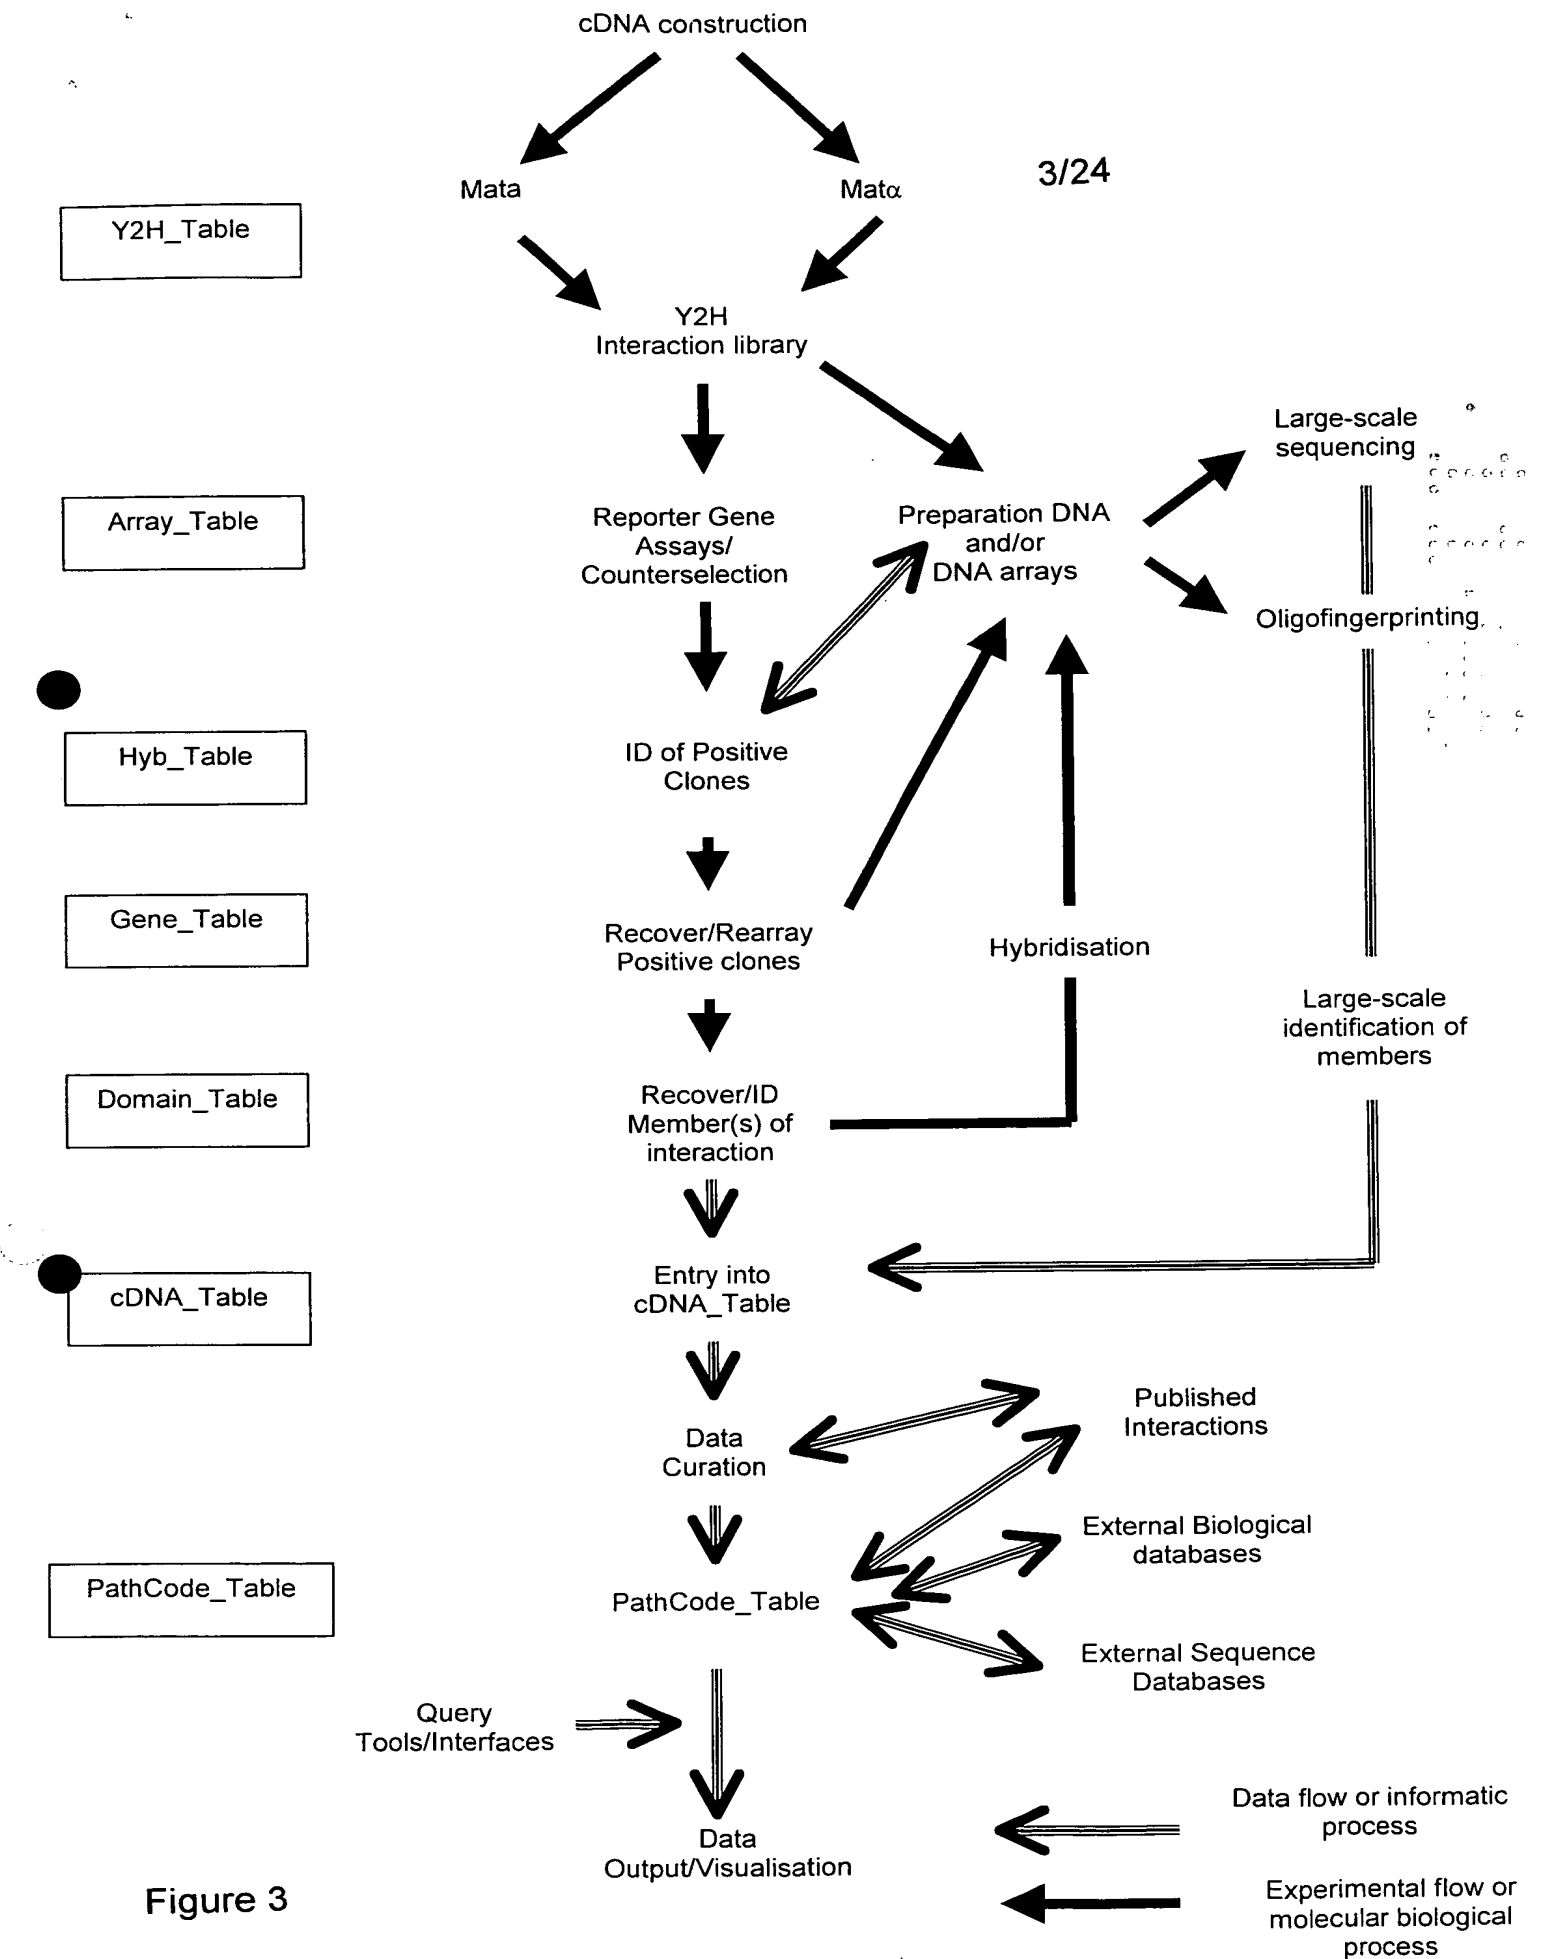 cDNA construction
3/24
Mata
Matα
Y2H_Table
Y2H
Interaction library
Large-scale
sequencing
Array_Table
Reporter Gene
Assays/
Counterselection
Preparation DNA
and/or
DNA arrays
Oligofingerprinting
Hyb_Table
ID of Positive
Clones
Gene_Table
Recover/Rearray
Positive clones
Hybridisation
Large-scale
identification of
members
Domain_Table
Recover/ID
Member(s) of
interaction
cDNA_Table
Entry into
cDNA_Table
Published
Interactions
Data
Curation
External Biological
databases
PathCode_Table
PathCode_Table
External Sequence
Databases
Query
Tools/Interfaces
Data flow or informatic
process
Data
Output/Visualisation
Experimental flow or
molecular biological
process
Figure 3